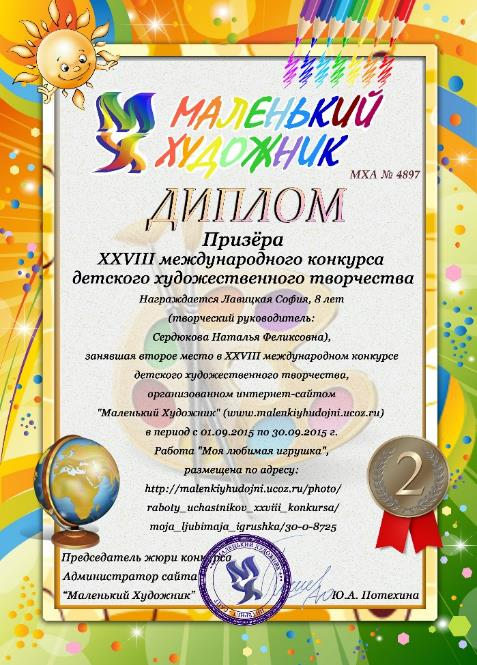 МАЛЕНЬКИЙ
ХУДОЖНИК
МХА № 4897
ДИПЛОМ
Призёра
XXVIII международного конкурса
детского художественного творчества
Награждается Лавицкая София, 8 лет
(творческий руководитель:
Сердюкова Наталья Феликсовна),
занявшая второе место в XXVIII международном конкурсе
детского художественного творчества,
организованном интернет-сайтом
"Маленький Художник" (www.malenkiyhudojni.ucoz.ru)
в период с 01.09.2015 по 30.09.2015 г.
Работа "Моя любимая игрушка",
размещена по адресу:
http://malenkiyhudojni.ucoz.ru/photo/
raboty_uchastnikov_xxviii_konkursa/
moja_ljubimaja_igrushka/30-0-8725
2
Председатель жюри конкурса
Администратор сайта
"Маленький Художник"
Ю.А. Потехина